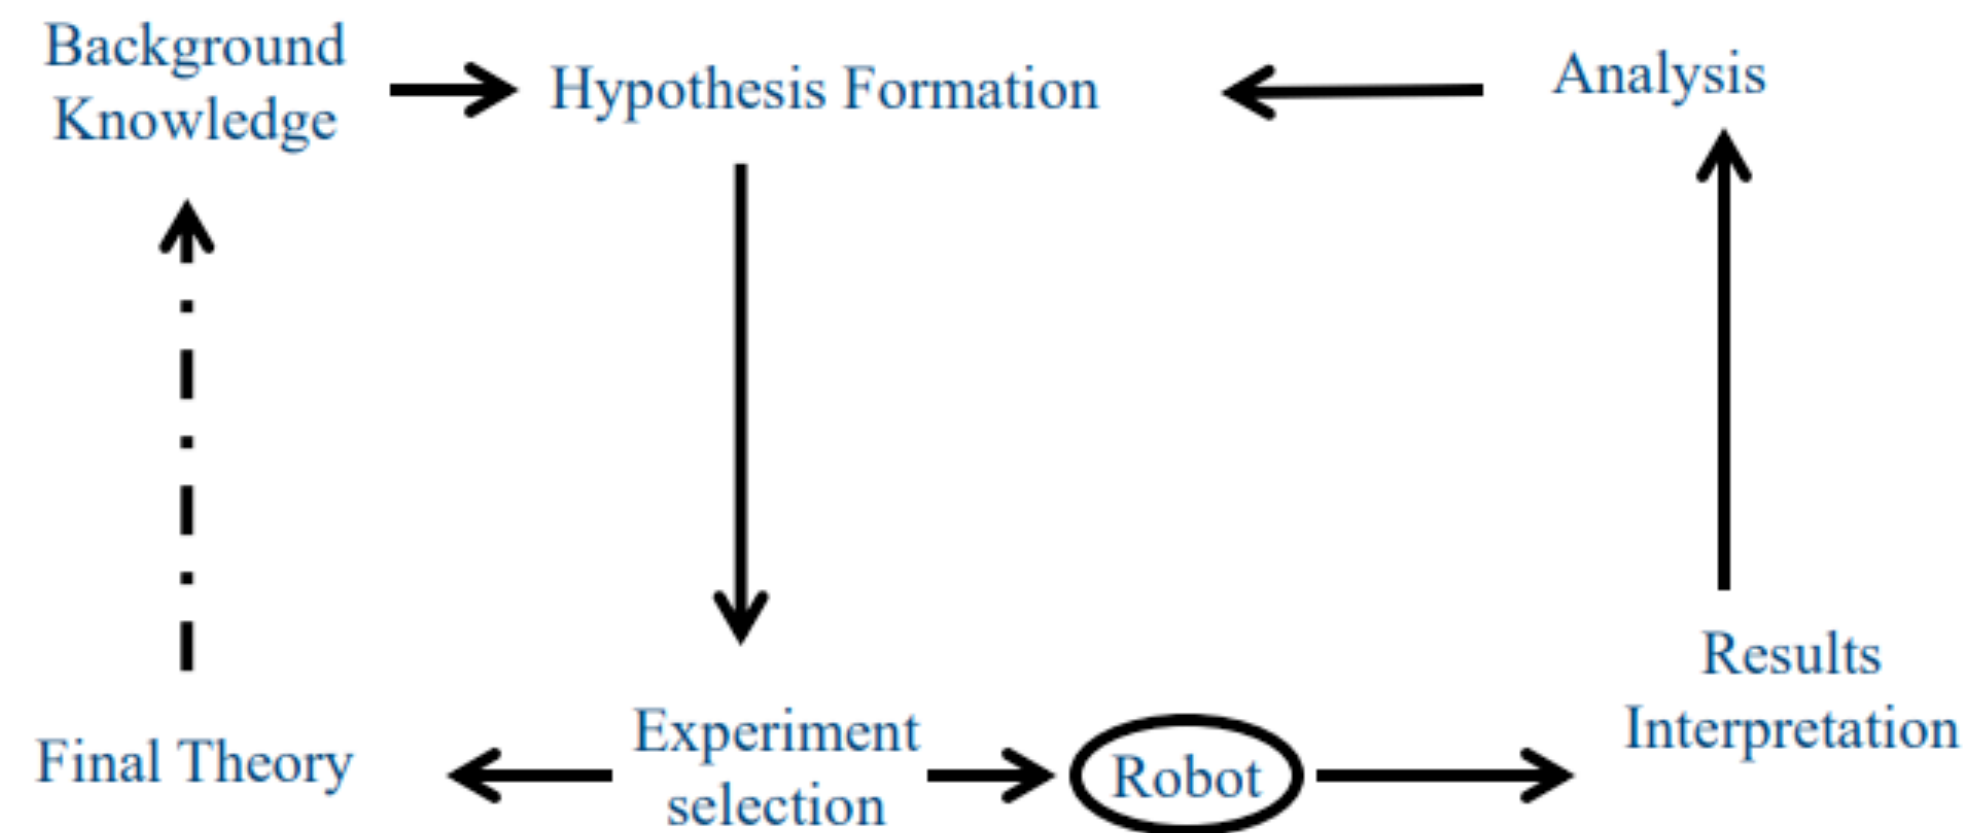 Background
Knowledge
Hypothesis Formation
Analysis
Results
Interpretation
Final Theory
Experiment
selection
Robot